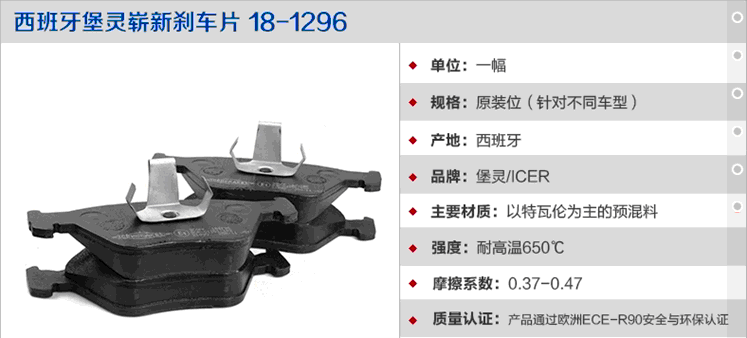 西班牙堡灵崭新刹车片 18-1296
单位：一幅
规格：原装位（针对不同车型）
产地：西班牙
品牌：堡灵/ICER
主要材质：以特瓦伦为主的预混料
强度：耐高温650℃
摩擦系数：0.37-0.47
质量认证：产品通过欧洲ECE-R90安全与环保认证